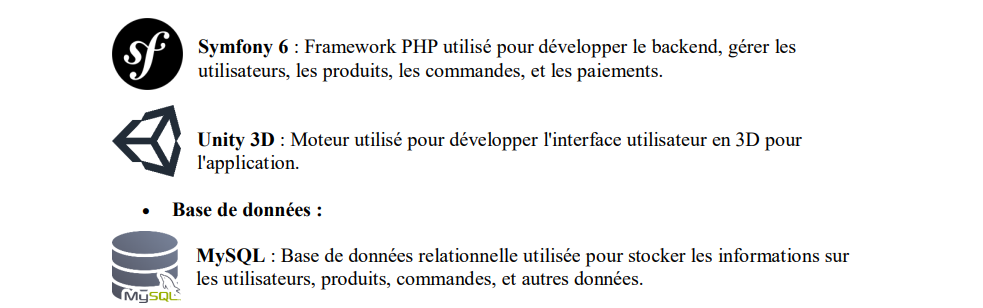 sf
Symfony 6 : Framework PHP utilisé pour développer le backend, gérer les
utilisateurs, les produits, les commandes, et les paiements.
Unity 3D : Moteur utilisé pour développer l'interface utilisateur en 3D pour
l'application.
• Base de données :
MySQL : Base de données relationnelle utilisée pour stocker les informations sur
les utilisateurs, produits, commandes, et autres données.
MySQL